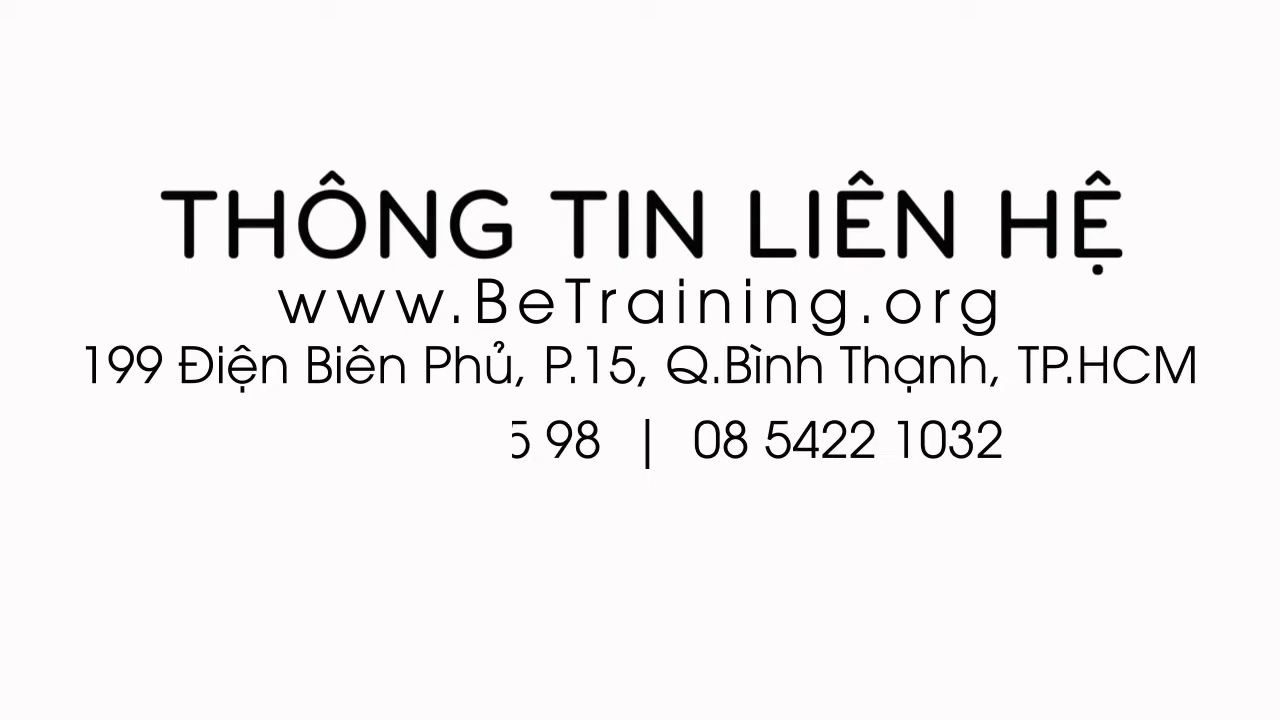 THÔNG TIN LIÊN HỆ
www.BeTraining.org
199 Điện Biên Phủ, P.15, Q.Bình Thạnh, TP.HCM
98 | 08 5422 1032